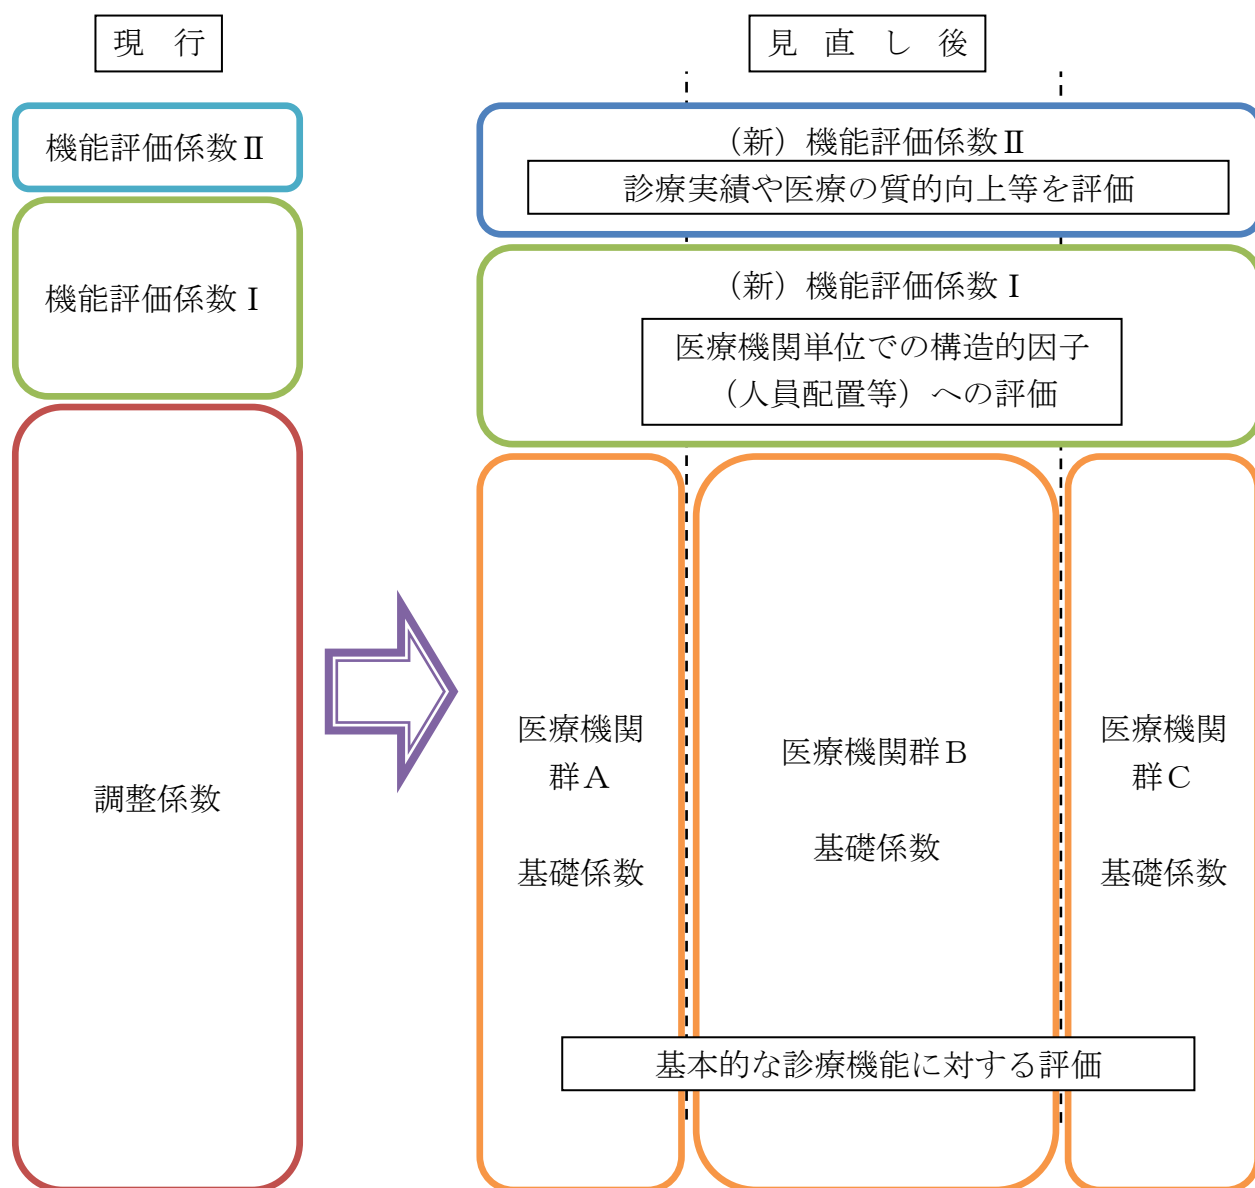 現 行
機能評価係数Ⅱ
機能評価係数Ⅰ
調整係数
見 直 し 後
（新）機能評価係数Ⅱ
診療実績や医療の質的向上等を評価
（新）機能評価係数Ⅰ
医療機関単位での構造的因子
（人員配置等）への評価
医療機関
群Ａ
基礎係数
医療機関群Ｂ
基礎係数
医療機関
群Ｃ
基礎係数
基本的な診療機能に対する評価